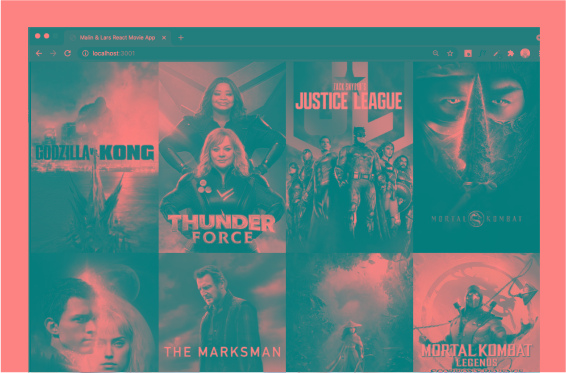 Malin & Lars React Movie App
localhost:3001
GODZILLA VS KONG
THUNDER
FORCE
ZACK SNYDER'S
JUSTICE LEAGUE
MORTAL KOMBAT
THE MARKSMAN
MORTAL KOMBAT
LEGENDS